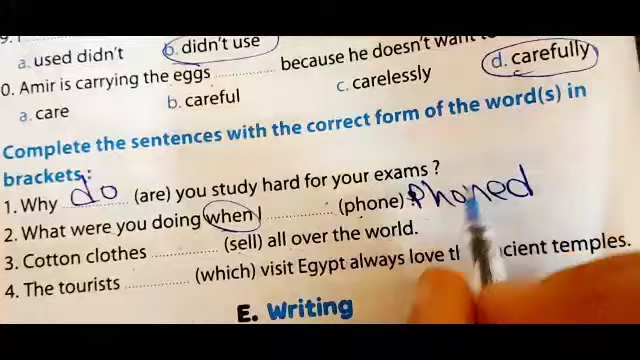 9. I
a. used didn't b. didn't use
0. Amir is carrying the eggs ............ because he doesn't want to
a. care b. careful c. carelessly d. carefully
Complete the sentences with the correct form of the word(s) in
brackets:
1. Why ............ do (are) you study hard for your exams ?
2. What were you doing when I ............ (phone) phoned
3. Cotton clothes ............ (sell) all over the world.
4. The tourists ............ (which) visit Egypt always love cient temples.
E. Writing